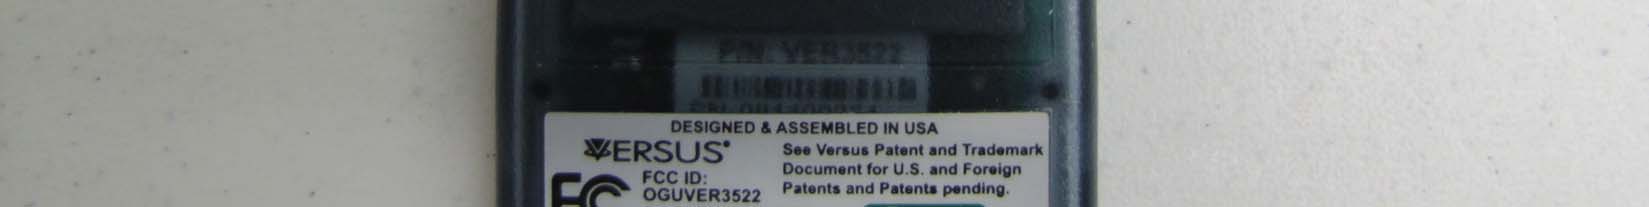 P/N: VER3522
DESIGNED & ASSEMBLED IN USA
VERSUS
See Versus Patent and Trademark
Document for U.S. and Foreign
Patents and Patents pending.
FC
FCC ID:
OGUVER3522